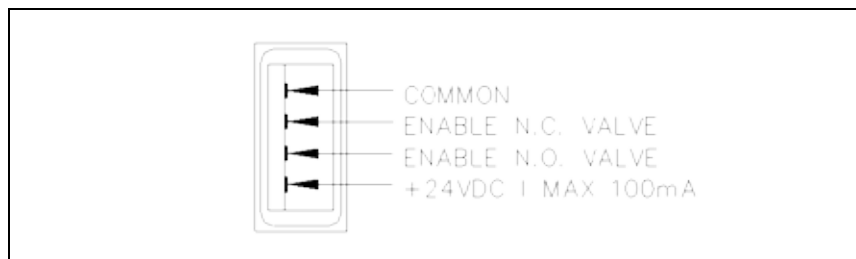 COMMON
ENABLE N.C. VALVE
ENABLE N.O. VALVE
+24VDC I MAX 100mA